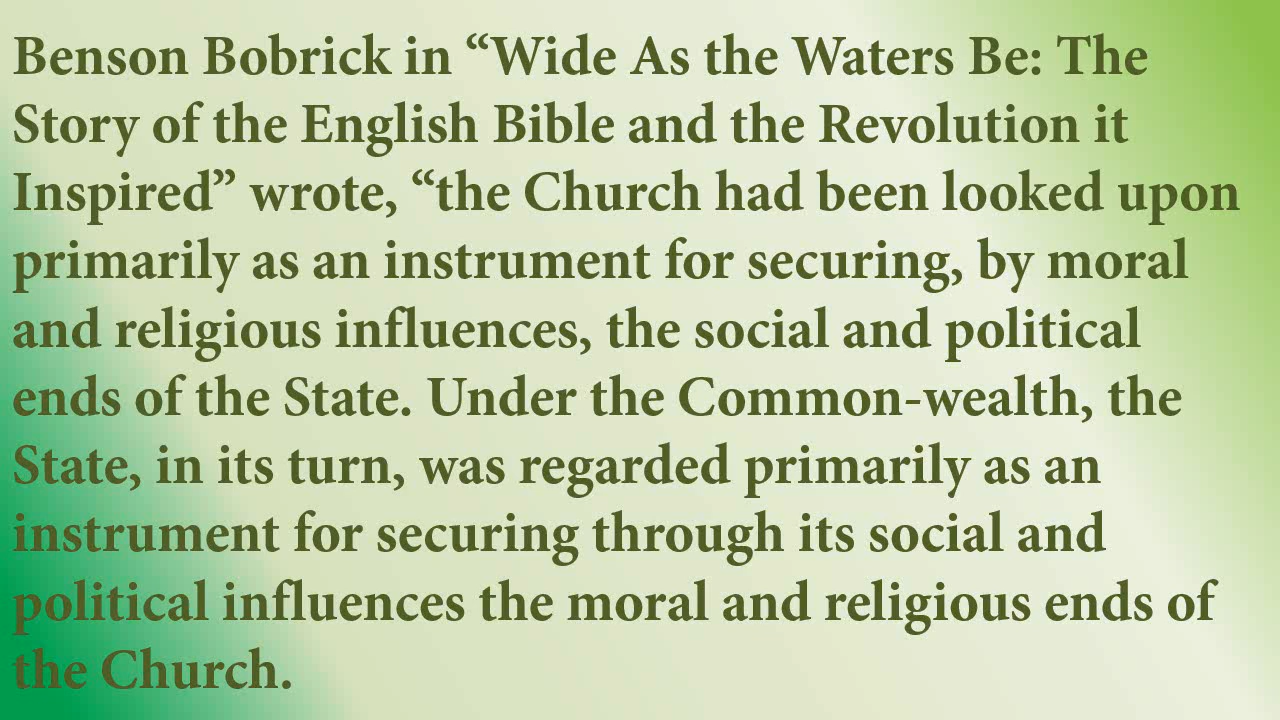 Benson Bobrick in “Wide As the Waters Be: The
Story of the English Bible and the Revolution it
Inspired” wrote, “the Church had been looked upon
primarily as an instrument for securing, by moral
and religious influences, the social and political
ends of the State. Under the Common-wealth, the
State, in its turn, was regarded primarily as an
instrument for securing through its social and
political influences the moral and religious ends of
the Church.